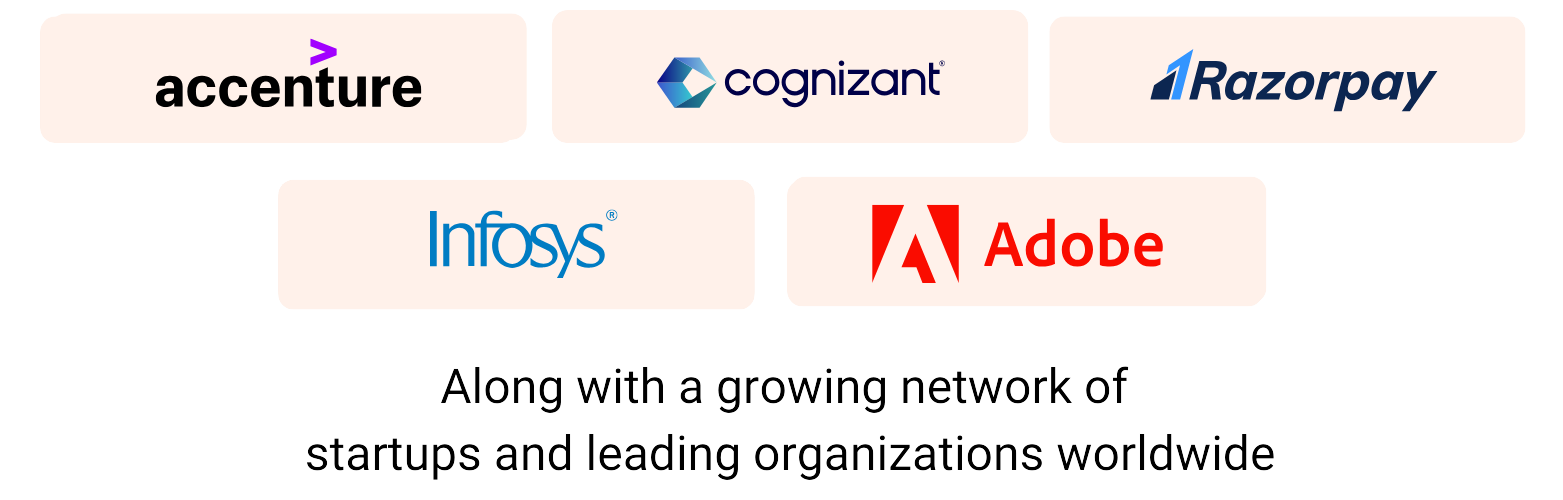 accenture
cognizant®
Razorpay
Infosys®
Adobe
Along with a growing network of
startups and leading organizations worldwide